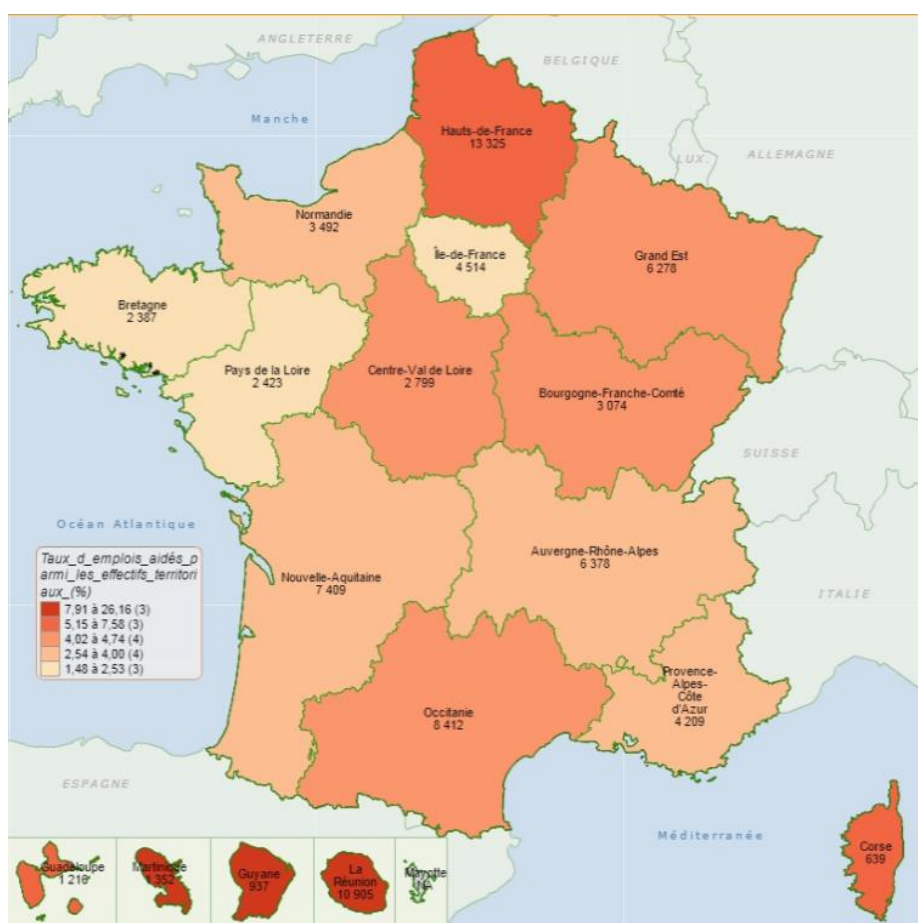 ANGLETERRE
BELGIQUE
Manche
Hauts-de-France
13 325
LUX.
ALLEMAGNE
Normandie
3 492
Île-de-France
4 514
Grand Est
6 278
Bretagne
2 387
Pays de la Loire
2 423
Centre-Val de Loire
2 799
Bourgogne-Franche-Comté
3 074
SUISSE
Océan Atlantique
Auvergne-Rhône-Alpes
6 378
Nouvelle-Aquitaine
7 409
ITALIE
Taux_d_emplois_aidés_p
armi_les_effectifs_territori
aux_(%)
7,91 à 26,16 (3)
5,15 à 7,58 (3)
4,02 à 4,74 (4)
2,54 à 4,00 (4)
1,48 à 2,53 (3)
Provence-
Alpes-
Côte
d'Azur
4 209
Occitanie
8 412
ESPAGNE
Méditerranée
Corse
639
Guadeloupe
1 216
Martinique
1 352
Guyane
937
La
Réunion
10 905
Mayotte
NA